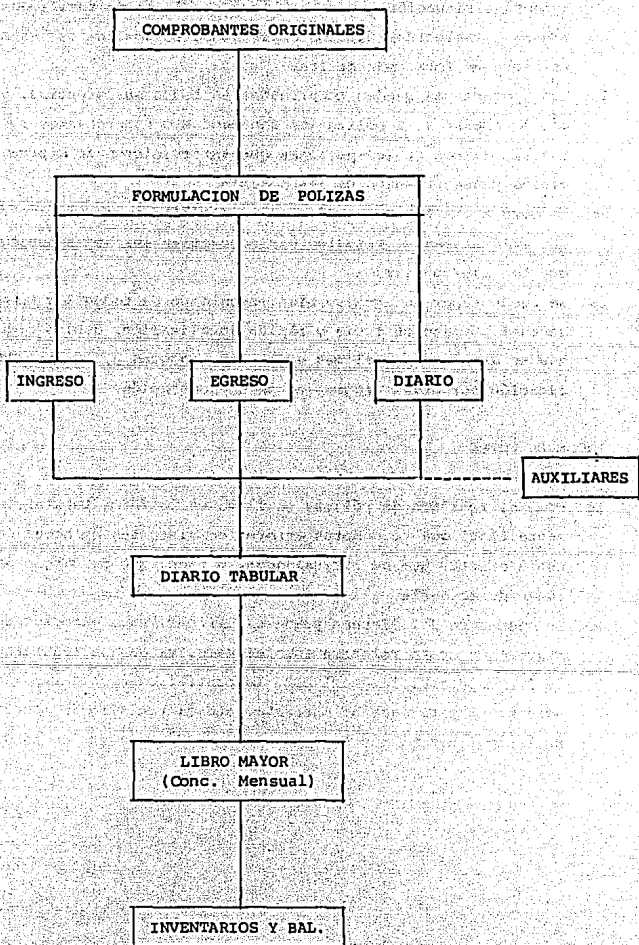 COMPROBANTES ORIGINALES
FORMULACION DE POLIZAS
INGRESO
EGRESO
DIARIO
AUXILIARES
DIARIO TABULAR
LIBRO MAYOR
(Conc. Mensual)
INVENTARIOS Y BAL.